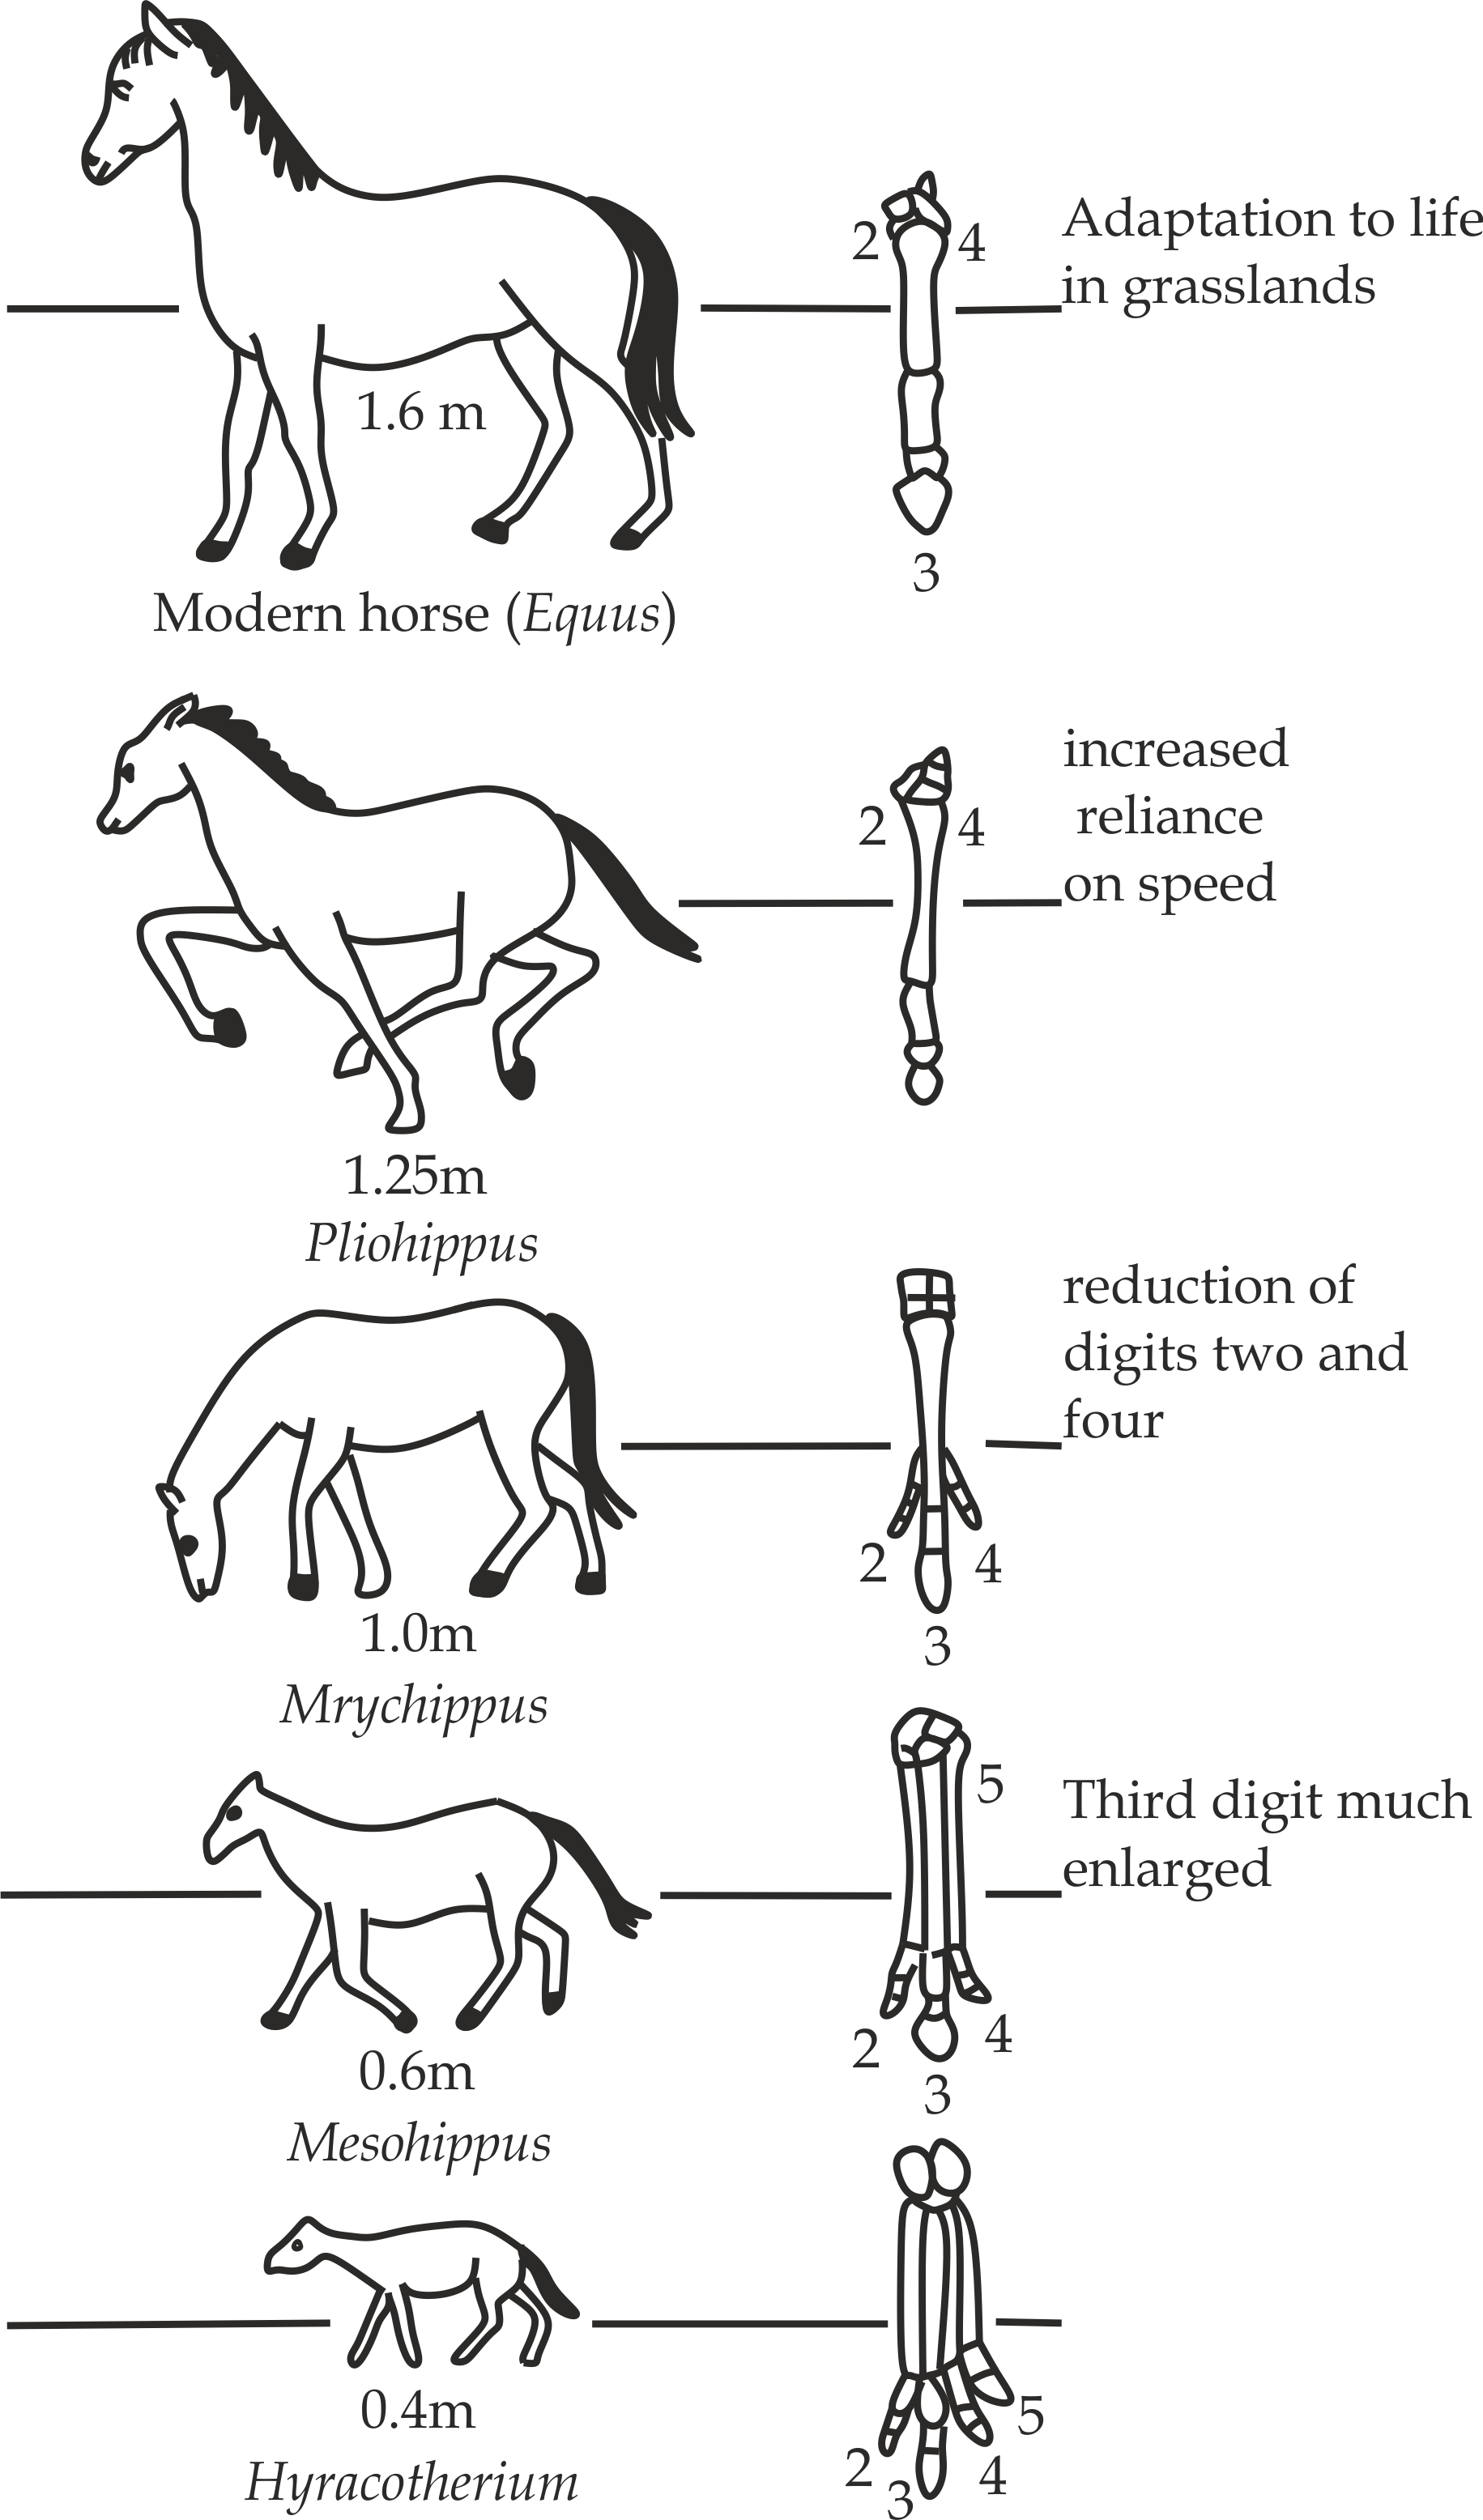 2
4
Adaptation to life
in grasslands
1.6 m
3
Modern horse (Equus)
increased
reliance
on speed
2
4
1.25m
Pliohippus
reduction of
digits two and
four
2
4
1.0m
3
Mrychippus
5
Third digit much
enlarged
2
4
0.6m
3
Mesohippus
0.4m
5
Hyracotherium
2
3
4